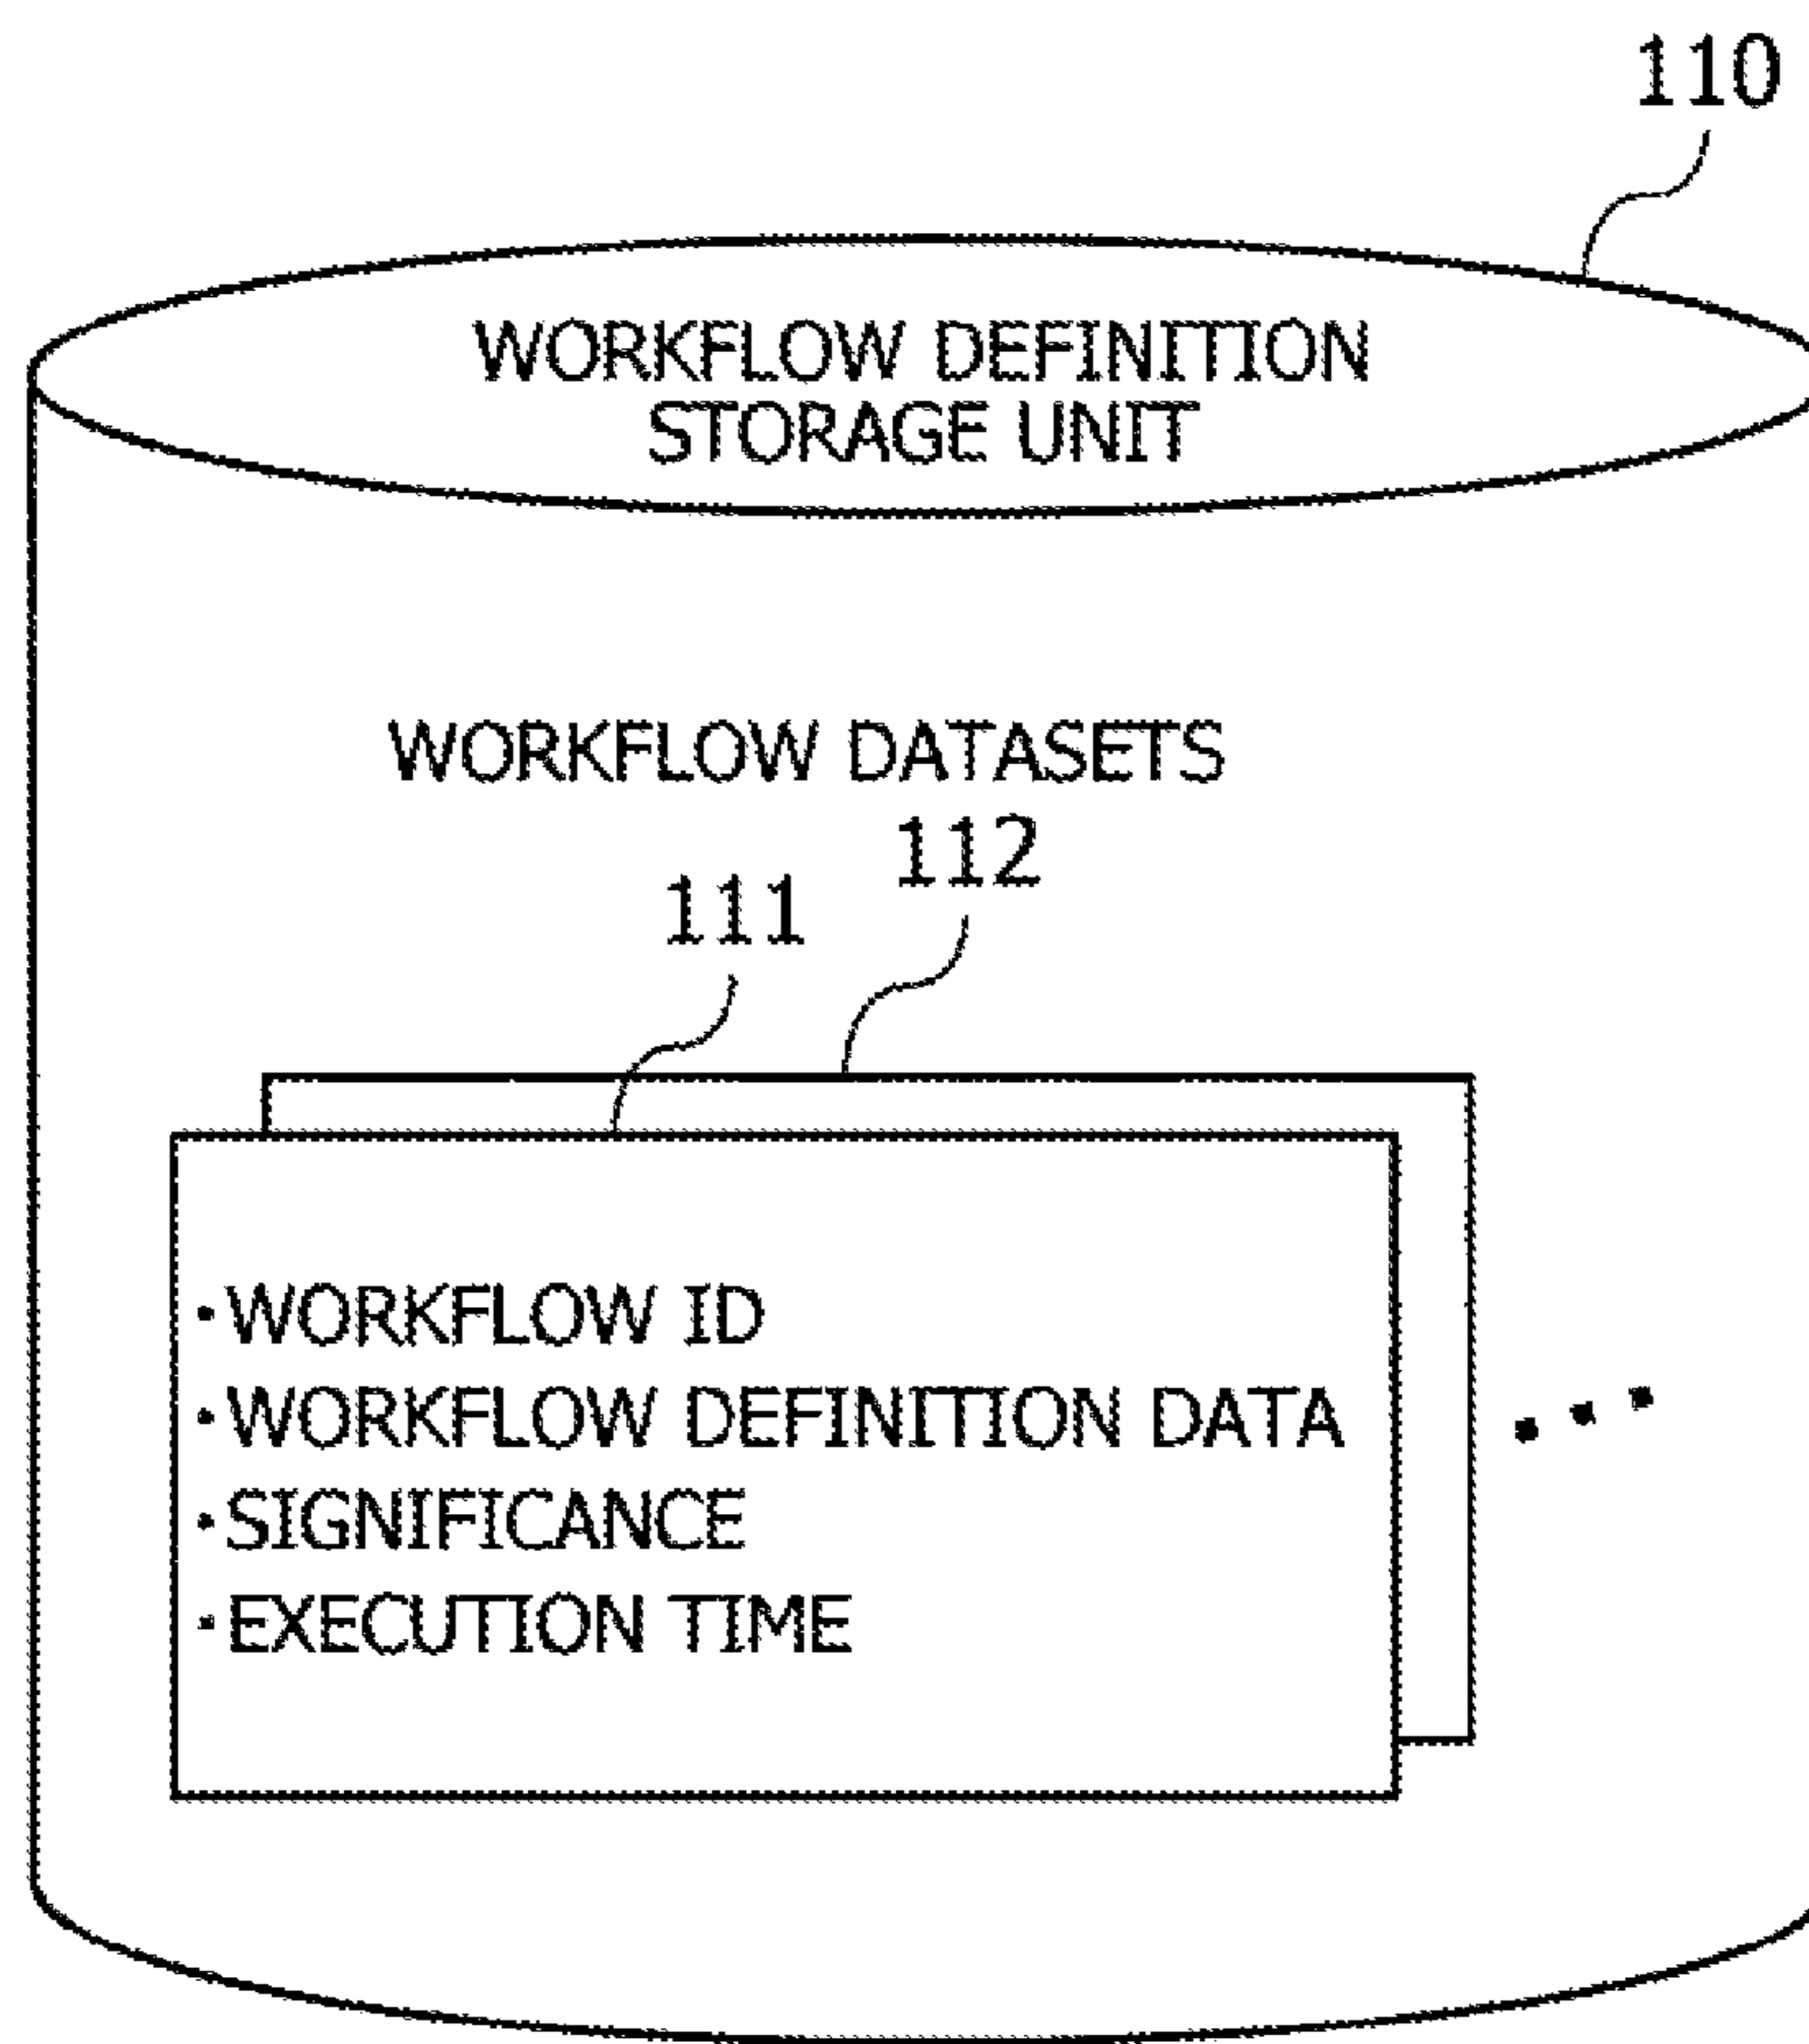 110
WORKFLOW DEFINITION
STORAGE UNIT
WORKFLOW DATASETS
112
111
・WORKFLOW ID
・WORKFLOW DEFINITION DATA
・SIGNIFICANCE
・EXECUTION TIME